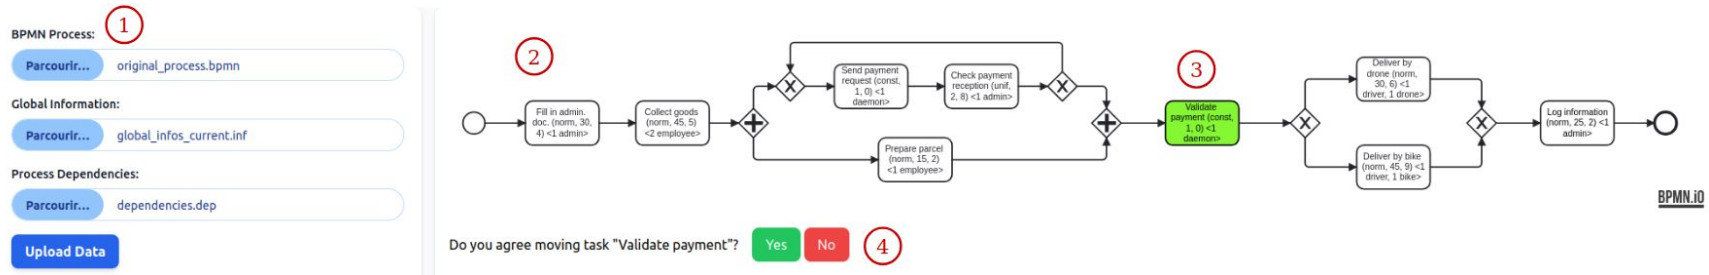 1
BPMN Process:
Parcourir...
original_process.bpmn
Global Information:
Parcourir...
global_infos_current.inf
Process Dependencies:
Parcourir...
dependencies.dep
Upload Data
2
Fill in admin.
doc. (norm, 30,
4) <1 admin>
Collect goods
(norm, 45, 5)
<2 employee>
X
Send payment
request (const,
1, 0) <1
daemon>
Check payment
reception (unif,
2, 8) <1 admin>
X
Prepare parcel
(norm, 15, 2)
<1 employee>
3
Validate
payment (const,
1, 0) <1
daemon>
X
Deliver by
drone (norm,
30, 6) <1
driver, 1 drone>
Deliver by bike
(norm, 45, 9) <1
driver, 1 bike>
X
Log information
(norm, 25, 2) <1
admin>
BPMN.iO
Do you agree moving task "Validate payment"?
Yes
No
4